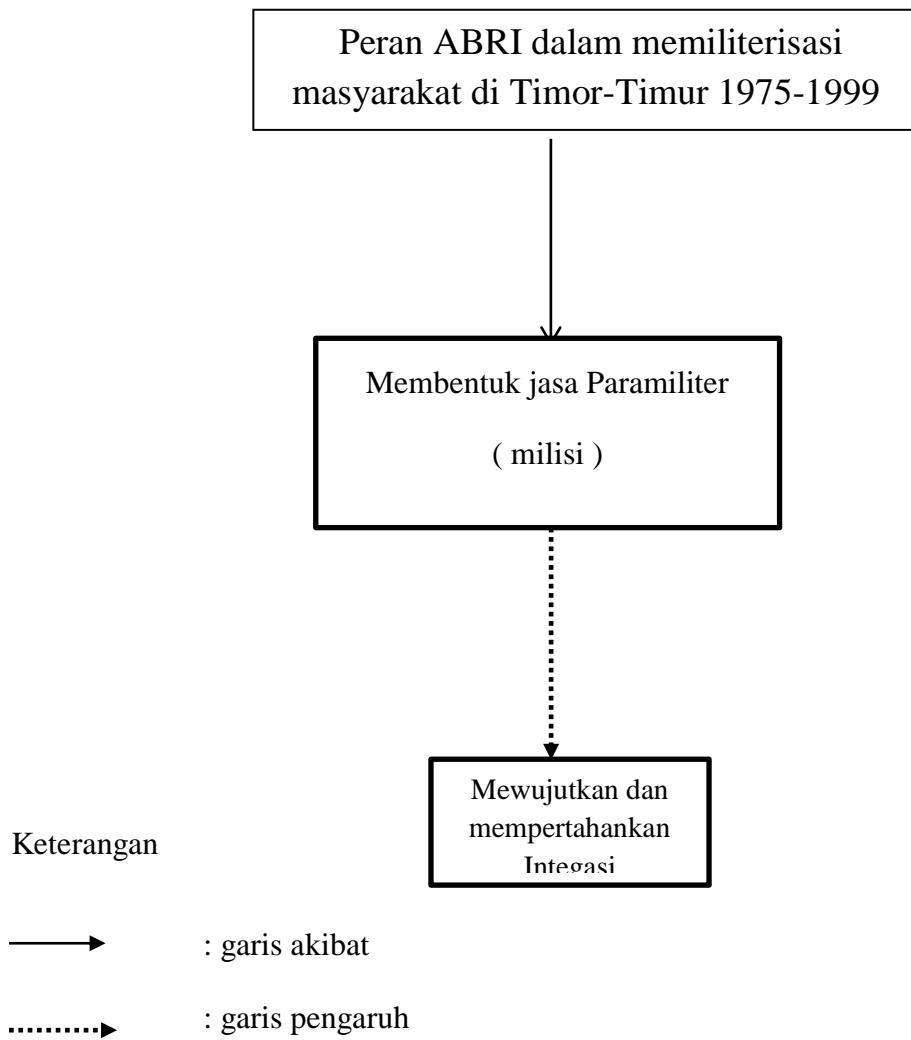 Peran ABRI dalam memiliterisasi
masyarakat di Timor-Timur 1975-1999
Membentuk jasa Paramiliter
( milisi )
Mewujutkan dan
mempertahankan
Integasi
Keterangan
: garis akibat
: garis pengaruh